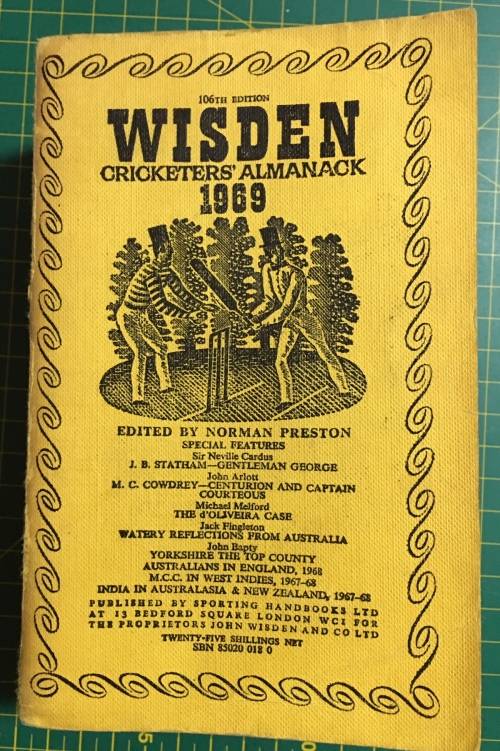 106TH EDITION
WISDEN
CRICKETERS' ALMANACK
1969
EDITED BY NORMAN PRESTON
SPECIAL FEATURES
Sir Neville Cardus
J. B. STATHAM—GENTLEMAN GEORGE
John Arlott
M. C. COWDREY—CENTURION AND CAPTAIN
COURTEOUS
Michael Melford
THE d'OLIVEIRA CASE
Jack Fingleton
WATERY REFLECTIONS FROM AUSTRALIA
John Bapty
YORKSHIRE THE TOP COUNTY
AUSTRALIANS IN ENGLAND, 1968
M.C.C. IN WEST INDIES, 1967–68
INDIA IN AUSTRALASIA & NEW ZEALAND, 1967–68
PUBLISHED BY SPORTING HANDBOOKS LTD
AT 13 BEDFORD SQUARE LONDON WC1 FOR
THE PROPRIETORS JOHN WISDEN AND CO LTD
TWENTY-FIVE SHILLINGS NET
SBN 85020 018 0
5